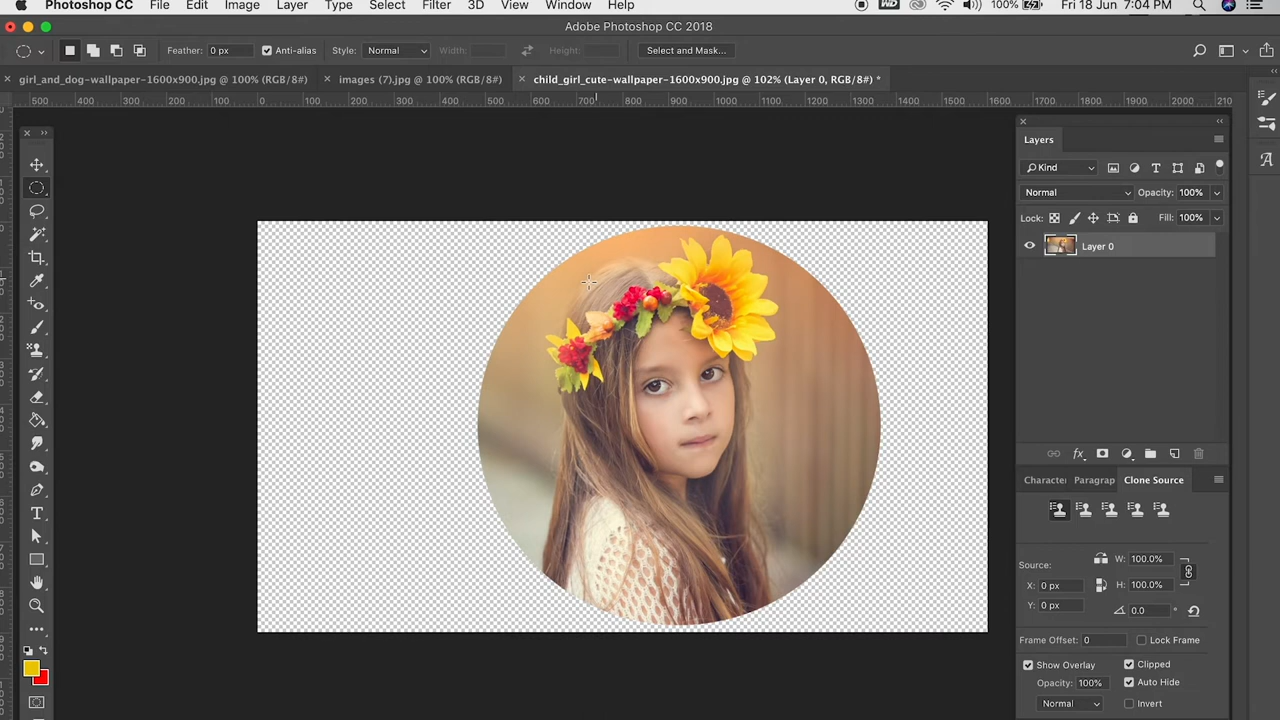 Photoshop CC File Edit Image Layer Type Select Filter 3D View Window Help 100% Fri 18 Jun 7:04 PM
Adobe Photoshop CC 2018
Feather: 0 px Anti-alias Style: Normal Width: Height: Select and Mask...
girl_and_dog-wallpaper-1600x900.jpg @ 100% (RGB/8#) images (7).jpg @ 100% (RGB/8#) child_girl_cute-wallpaper-1600x900.jpg @ 102% (Layer 0, RGB/8#) *
500 400 300 200 100 0 100 200 300 400 500 600 700 800 900 1000 1100 1200 1300 1400 1500 1600 1700 1800 1900 2000 210
Layers
Kind
Normal Opacity: 100%
Lock: Fill: 100%
Layer 0
fx
Character Paragrap Clone Source
W: 100.0%
Source:
X: 0 px H: 100.0%
Y: 0 px 0.0 °
Frame Offset: 0 Lock Frame
Show Overlay Clipped
Opacity: 100% Auto Hide
Normal Invert